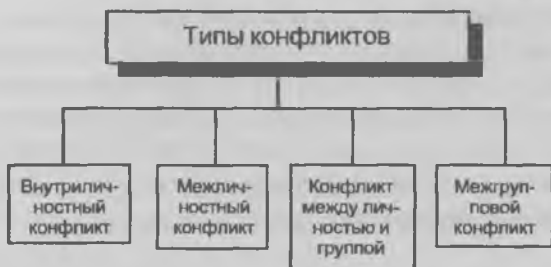 Типы конфликтов
Внутрилич-
ностный
конфликт
Межлич-
ностный
конфликт
Конфликт
между лич-
ностью и
группой
Межгруп-
повой
конфликт